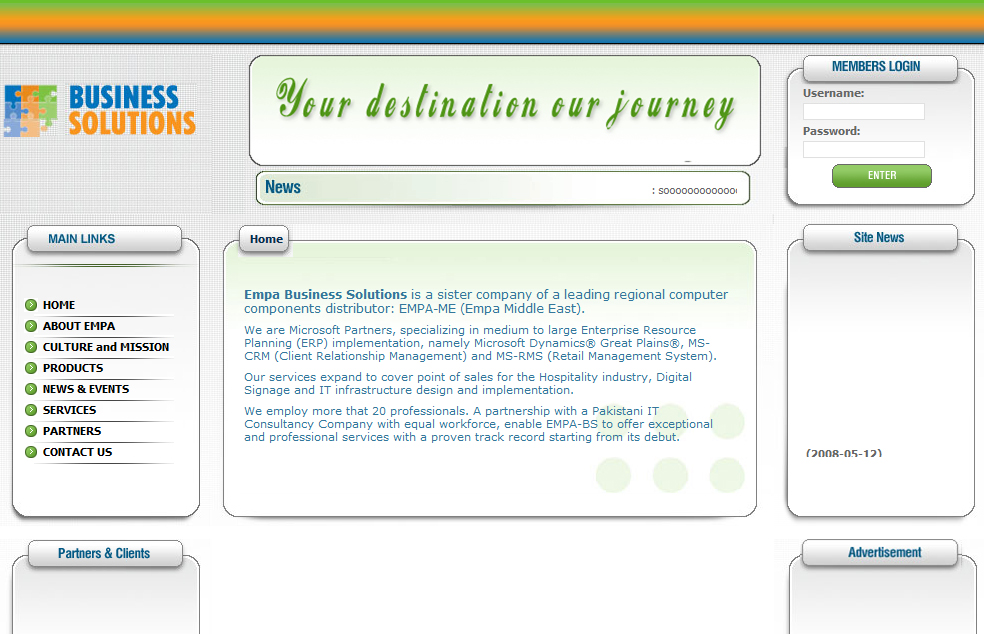 BUSINESS
SOLUTIONS
Your destination our journey
News
: soooooooooooooo
MEMBERS LOGIN
Username:
Password:
ENTER
MAIN LINKS
HOME
ABOUT EMPA
CULTURE and MISSION
PRODUCTS
NEWS & EVENTS
SERVICES
PARTNERS
CONTACT US
Home
Empa Business Solutions is a sister company of a leading regional computer
components distributor: EMPA-ME (Empa Middle East).
We are Microsoft Partners, specializing in medium to large Enterprise Resource
Planning (ERP) implementation, namely Microsoft Dynamics® Great Plains®, MS-
CRM (Client Relationship Management) and MS-RMS (Retail Management System).
Our services expand to cover point of sales for the Hospitality industry, Digital
Signage and IT infrastructure design and implementation.
We employ more that 20 professionals. A partnership with a Pakistani IT
Consultancy Company with equal workforce, enable EMPA-BS to offer exceptional
and professional services with a proven track record starting from its debut.
Site News
(2008-05-12)
Partners & Clients
Advertisement